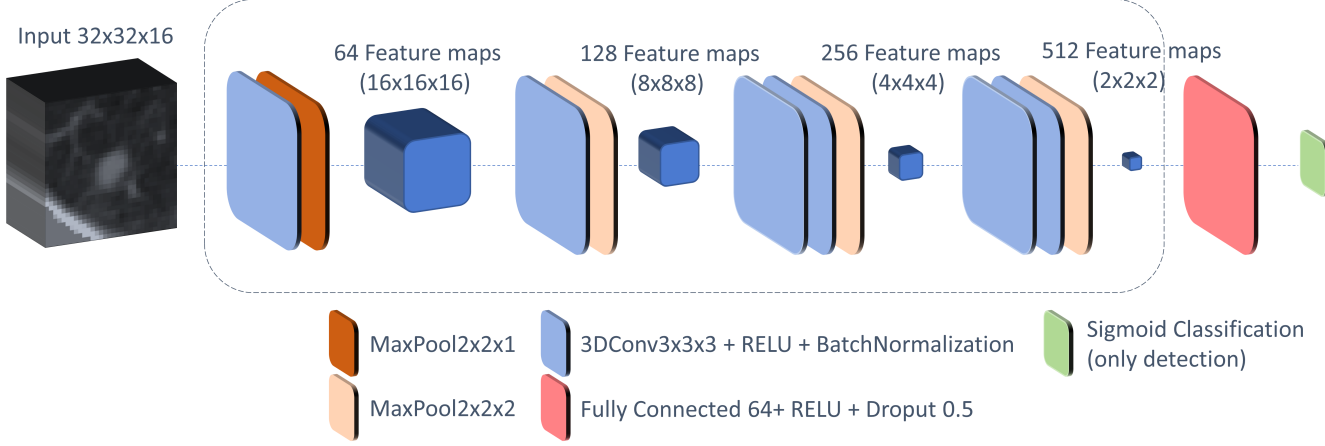 Input 32x32x16
64 Feature maps
(16x16x16)
128 Feature maps
(8x8x8)
256 Feature maps
(4x4x4)
512 Feature maps
(2x2x2)
MaxPool2x2x1
3DConv3x3x3 + RELU + BatchNormalization
Sigmoid Classification
(only detection)
MaxPool2x2x2
Fully Connected 64+ RELU + Droput 0.5